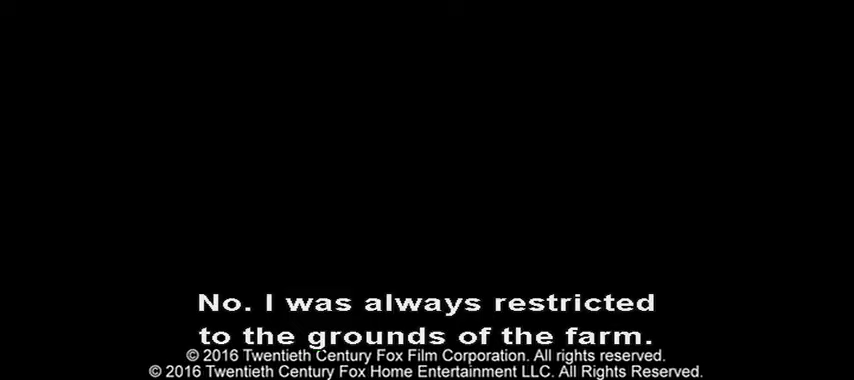 No. I was always restricted
to the grounds of the farm.
© 2016 Twentieth Century Fox Film Corporation. All rights reserved.
© 2016 Twentieth Century Fox Home Entertainment LLC. All Rights Reserved.